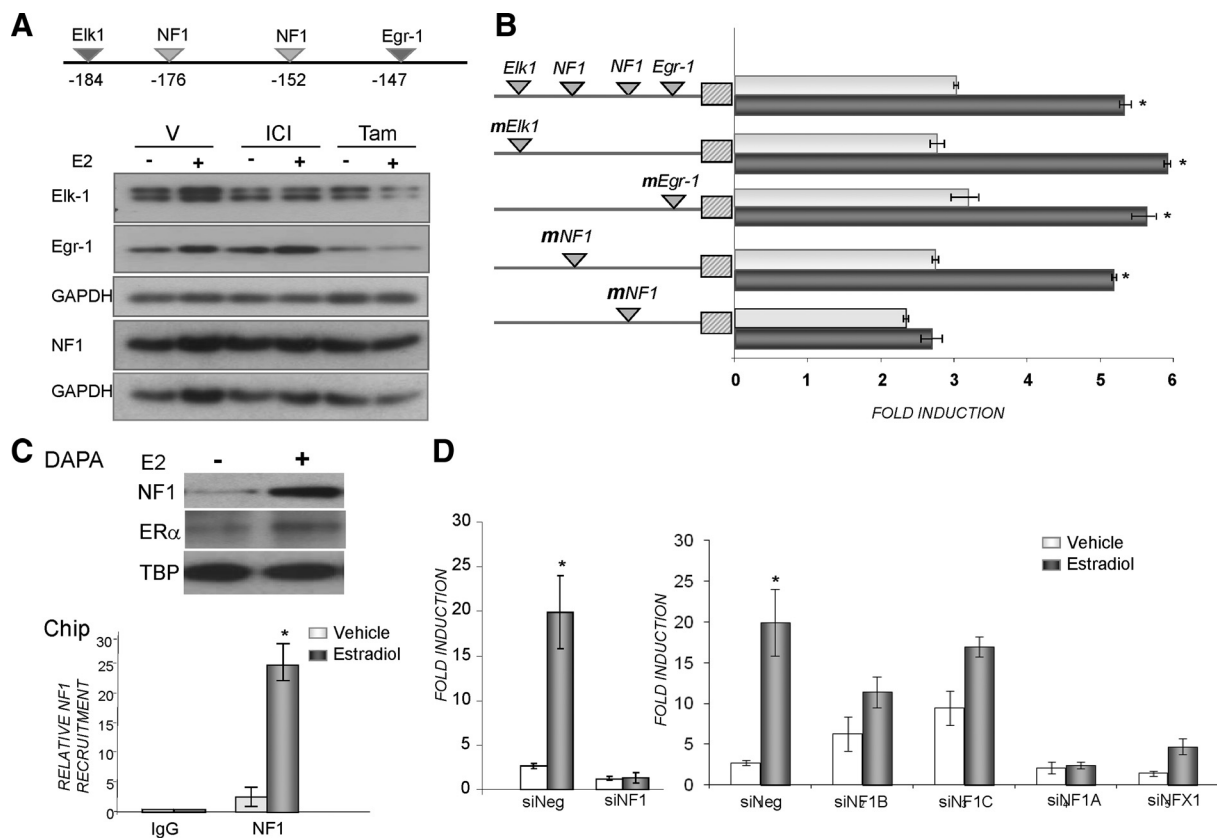 A
Elk1 NF1 NF1 Egr-1
-184 -176 -152 -147
V ICI Tam
E2 - + - + - +
Elk-1
Egr-1
GAPDH
NF1
GAPDH
B
Elk1 NF1 NF1 Egr-1
mElk1
mEgr-1
mNF1
mNF1
*
*
*
*
0 1 2 3 4 5 6
FOLD INDUCTION
C
DAPA E2 - +
NF1
ERα
TBP
Chip
Vehicle
Estradiol
RELATIVE NF1
RECRUITMENT
30
25
20
15
10
5
0
*
IgG NF1
D
FOLD INDUCTION
30
25
20
15
10
5
0
*
siNeg siNF1
Vehicle
Estradiol
FOLD INDUCTION
30
25
20
15
10
5
0
*
siNeg siNF1B siNF1C siNF1A siNFX1